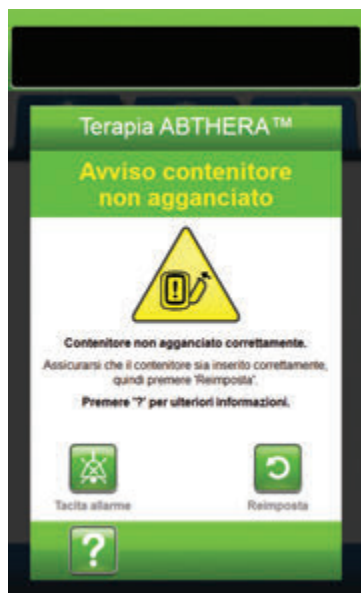 Terapia ABTHERA™
Avviso contenitore
non agganciato
Contenitore non agganciato correttamente.
Assicurarsi che il contenitore sia inserito correttamente,
quindi premere 'Reimposta'.
Premere '?' per ulteriori informazioni.
Tacita allarme
Reimposta
?